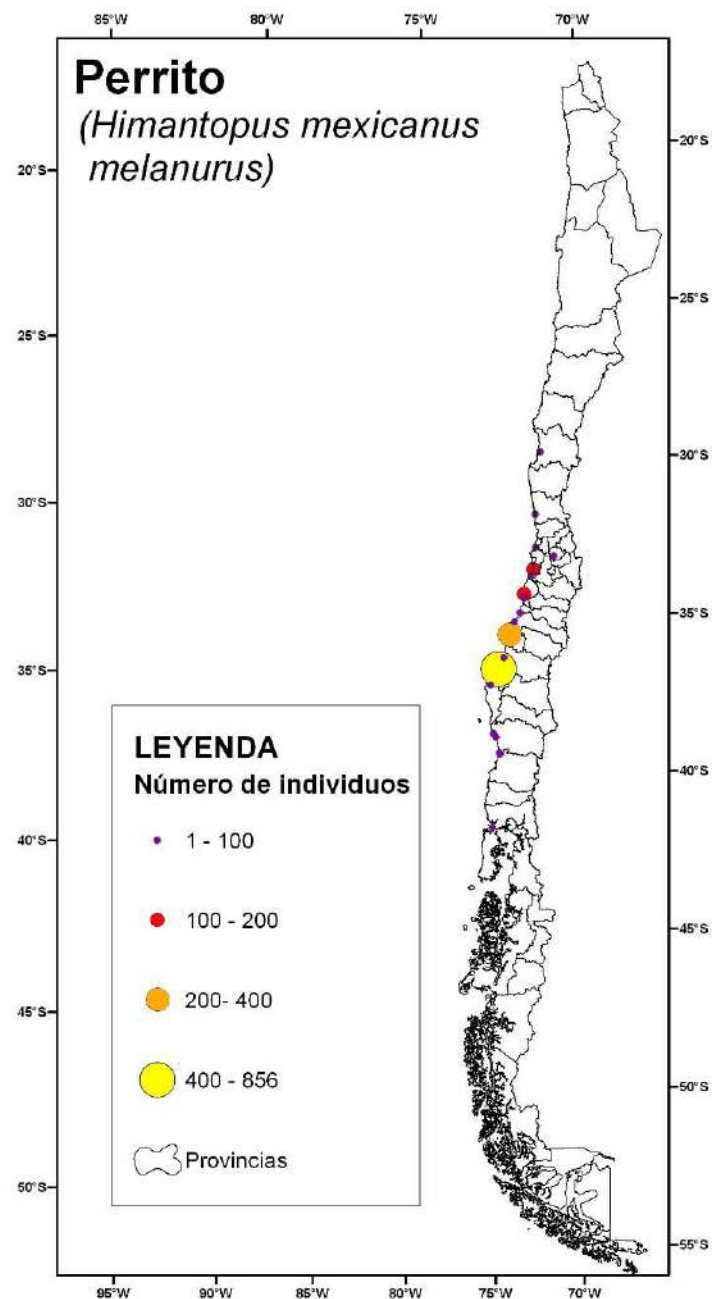 85°W 80°W 75°W 70°W
Perrito
(Himantopus mexicanus
melanurus)
20°S
25°S
30°S
35°S
40°S
45°S
50°S
20°S
25°S
30°S
35°S
40°S
45°S
50°S
55°S
LEYENDA
Número de individuos
1 - 100
100 - 200
200- 400
400 - 856
Provincias
95°W 90°W 85°W 80°W 75°W 70°W